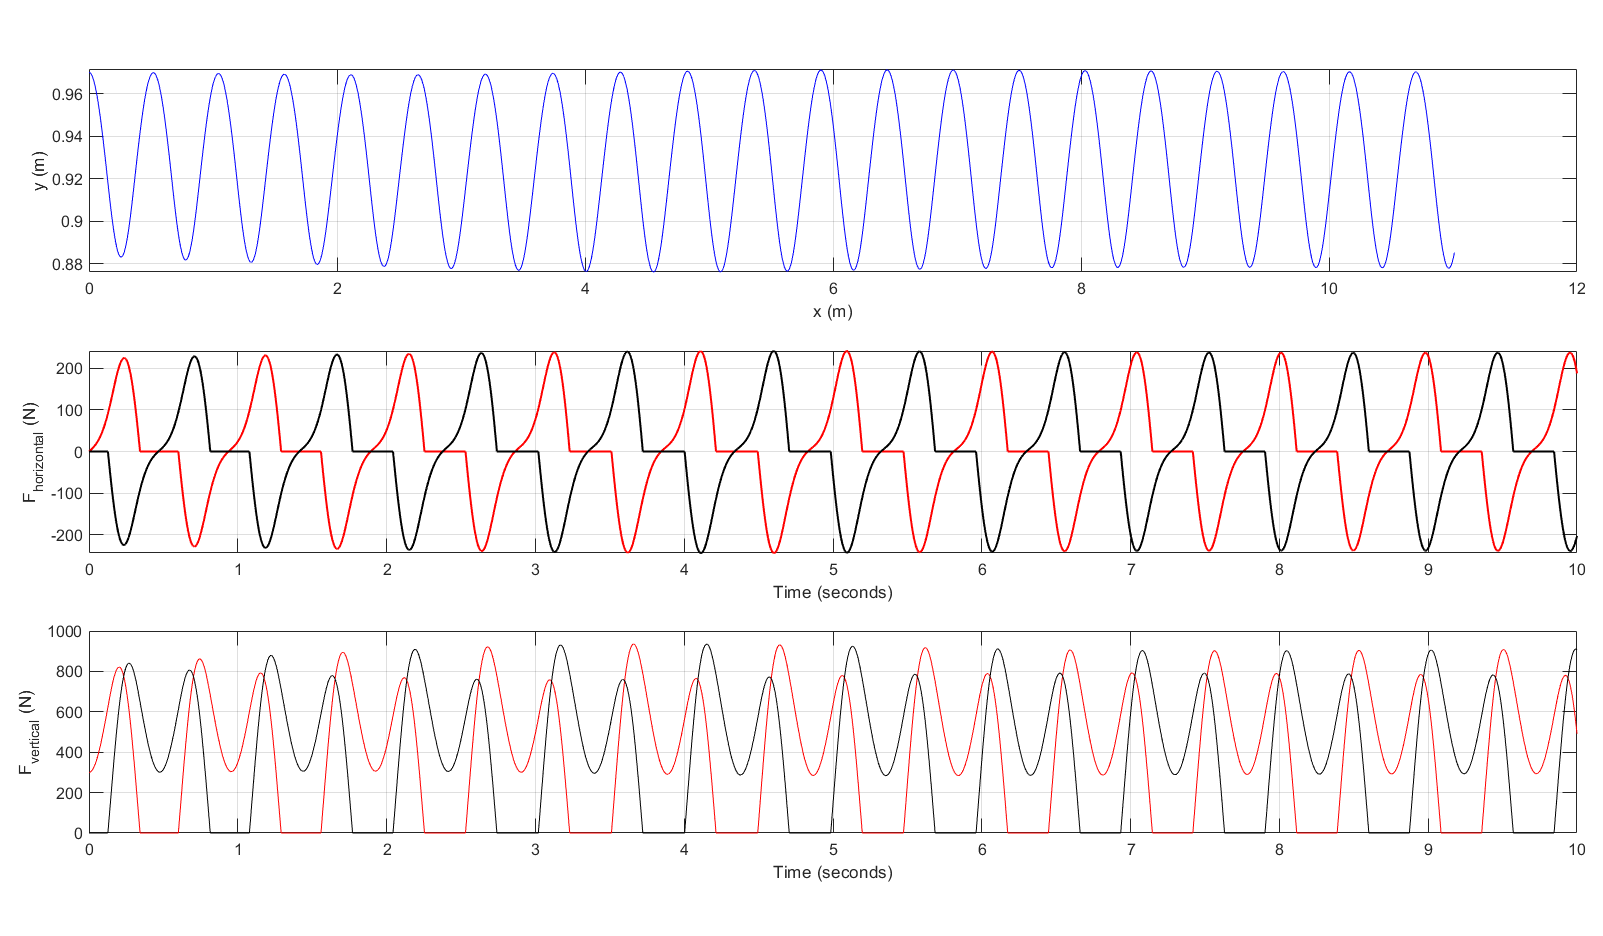 0.96
0.94
0.92
0.9
0.88
y (m)
0 2 4 6 8 10 12
x (m)
200
100
0
-100
-200
F_horizontal (N)
0 1 2 3 4 5 6 7 8 9 10
Time (seconds)
1000
800
600
400
200
0
F_vertical (N)
0 1 2 3 4 5 6 7 8 9 10
Time (seconds)